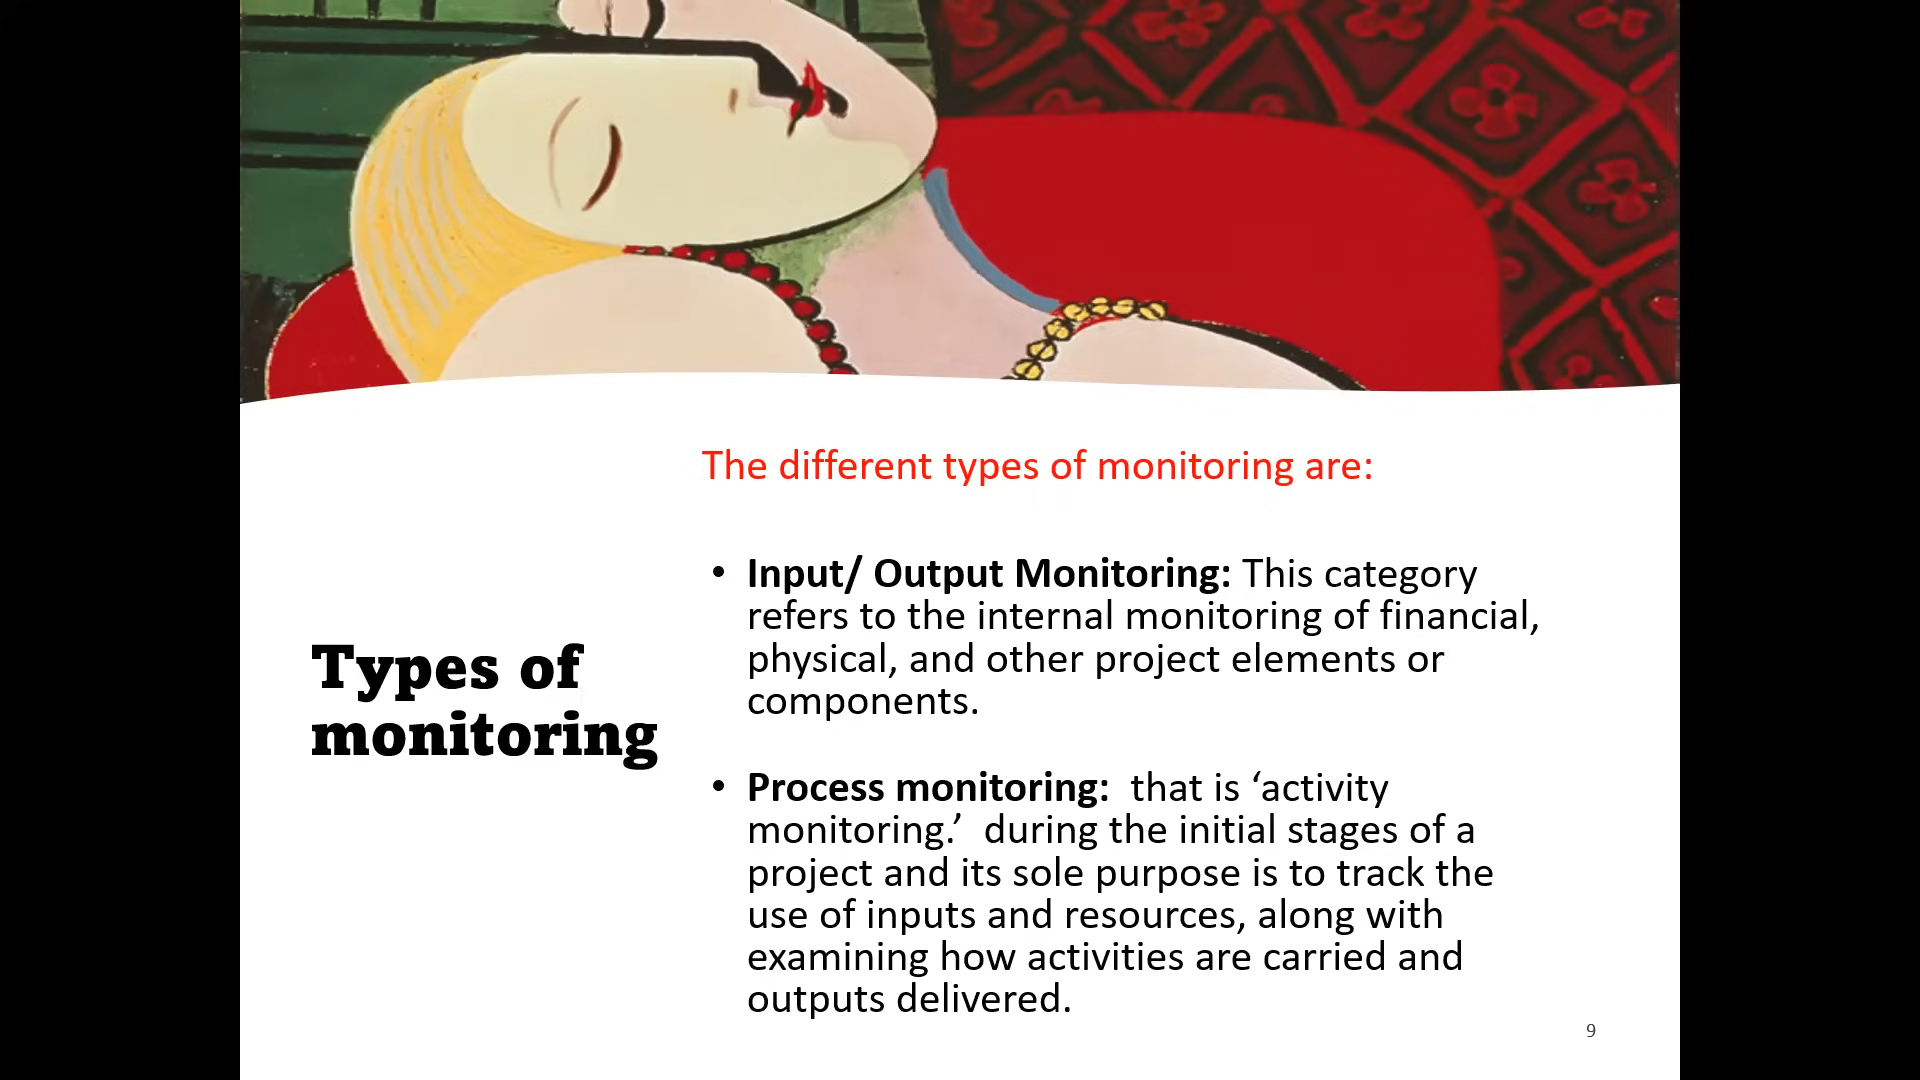 The different types of monitoring are:
Types of
monitoring
• Input/ Output Monitoring: This category
refers to the internal monitoring of financial,
physical, and other project elements or
components.
• Process monitoring:  that is ‘activity
monitoring.’  during the initial stages of a
project and its sole purpose is to track the
use of inputs and resources, along with
examining how activities are carried and
outputs delivered.
9